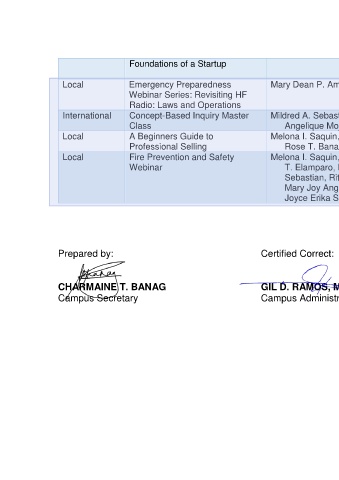 Foundations of a Startup
Local Emergency Preparedness Mary Dean P. Am
Webinar Series: Revisiting HF
Radio: Laws and Operations
International Concept-Based Inquiry Master Mildred A. Sebast
Class Angelique Mo
Local A Beginners Guide to Melona I. Saquin,
Professional Selling Rose T. Bana
Local Fire Prevention and Safety Melona I. Saquin,
Webinar T. Elamparo,
Sebastian, Rit
Mary Joy Ang
Joyce Erika S
Prepared by: Certified Correct:
CHARMAINE T. BANAG GIL D. RAMOS, M
Campus Secretary Campus Administr